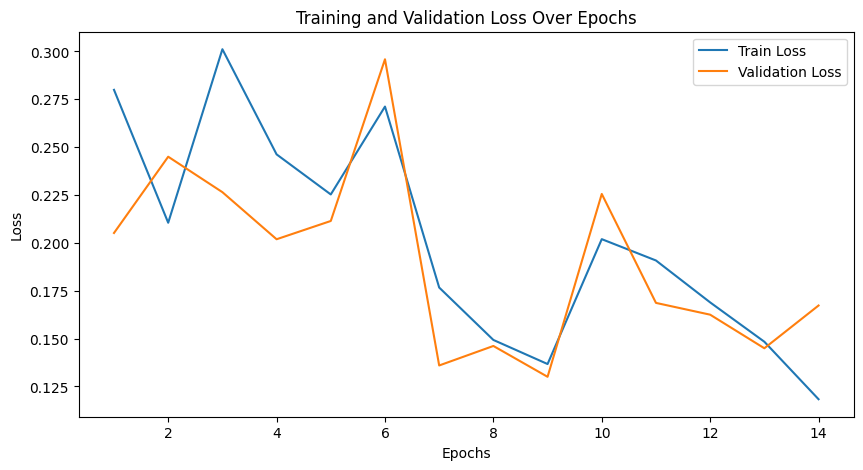 Training and Validation Loss Over Epochs
Train Loss
Validation Loss
0.300
0.275
0.250
0.225
0.200
0.175
0.150
0.125
Loss
2 4 6 8 10 12 14
Epochs